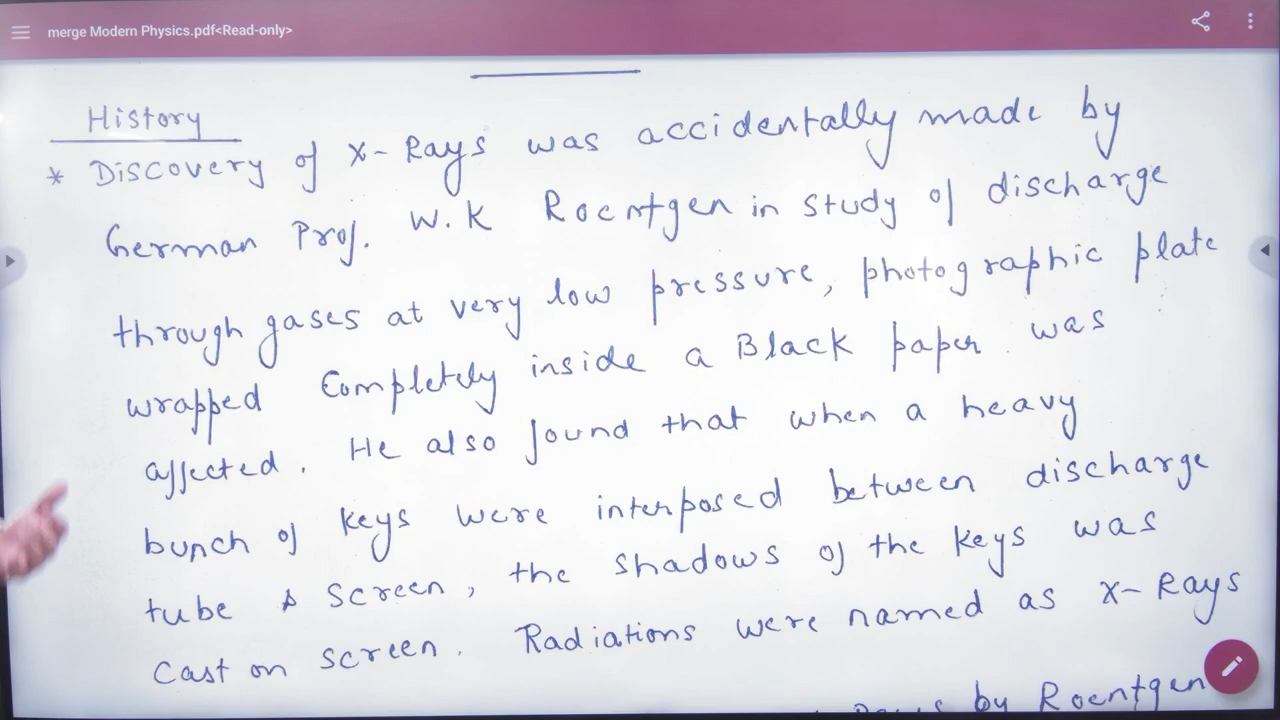 merge Modern Physics.pdf<Read-only>
History
* Discovery of X-Rays was accidentally made by
German Prof. W.K Roentgen in study of discharge
through gases at very low pressure, photographic plate
wrapped Completely inside a Black paper was
affected. He also found that when a heavy
bunch of keys were interposed between discharge
tube & screen, the shadows of the keys was
Cast on screen. Radiations were named as X-Rays
by Roentgen